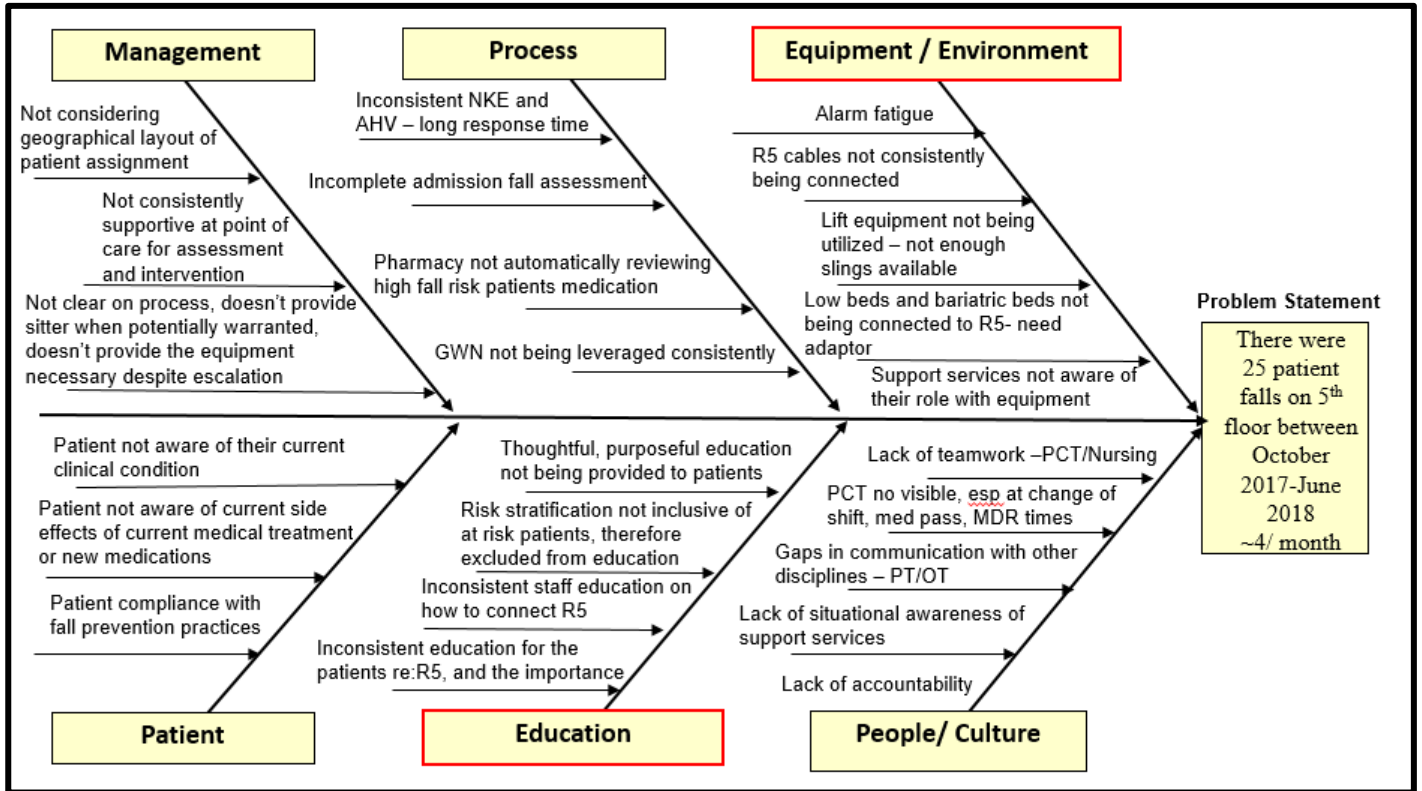 Management
Not considering
geographical layout of
patient assignment
Not consistently
supportive at point of
care for assessment
and intervention
Not clear on process, doesn’t provide
sitter when potentially warranted,
doesn’t provide the equipment
necessary despite escalation
Process
Inconsistent NKE and
AHV – long response time
Incomplete admission fall assessment
Pharmacy not automatically reviewing
high fall risk patients medication
GWN not being leveraged consistently
Equipment / Environment
Alarm fatigue
R5 cables not consistently
being connected
Lift equipment not being
utilized – not enough
slings available
Low beds and bariatric beds not
being connected to R5- need
adaptor
Support services not aware of
their role with equipment
Problem Statement
There were
25 patient
falls on 5th
floor between
October
2017-June
2018
~4/ month
Patient not aware of their current
clinical condition
Patient not aware of current side
effects of current medical treatment
or new medications
Patient compliance with
fall prevention practices
Patient
Thoughtful, purposeful education
not being provided to patients
Risk stratification not inclusive of
at risk patients, therefore
excluded from education
Inconsistent staff education on
how to connect R5
Inconsistent education for the
patients re:R5, and the importance
Education
Lack of teamwork –PCT/Nursing
PCT no visible, esp at change of
shift, med pass, MDR times
Gaps in communication with other
disciplines – PT/OT
Lack of situational awareness of
support services
Lack of accountability
People/ Culture